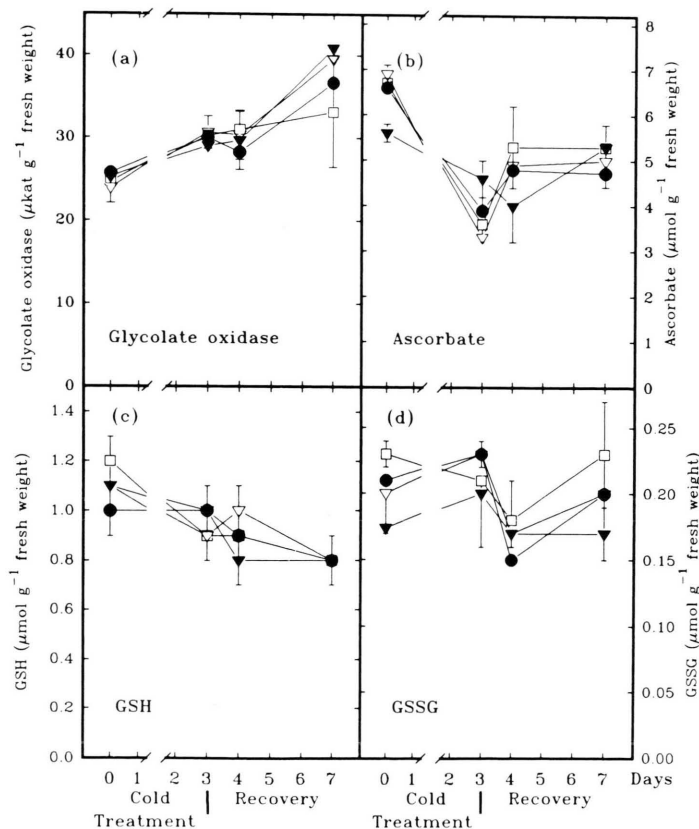 (a)
40
30
20
10
0
Glycolate oxidase (μkat g⁻¹ fresh weight)
Glycolate oxidase
(b)
8
7
6
5
4
3
2
1
0
Ascorbate (μmol g⁻¹ fresh weight)
Ascorbate
(c)
1.4
1.2
1.0
0.8
0.6
0.4
0.2
0.0
GSH (μmol g⁻¹ fresh weight)
GSH
(d)
0.25
0.20
0.15
0.10
0.05
0.00
GSSG (μmol g⁻¹ fresh weight)
GSSG
0 1 2 3 4 5 6 7 0 1 2 3 4 5 6 7 Days
Cold Recovery Cold Recovery
Treatment Treatment